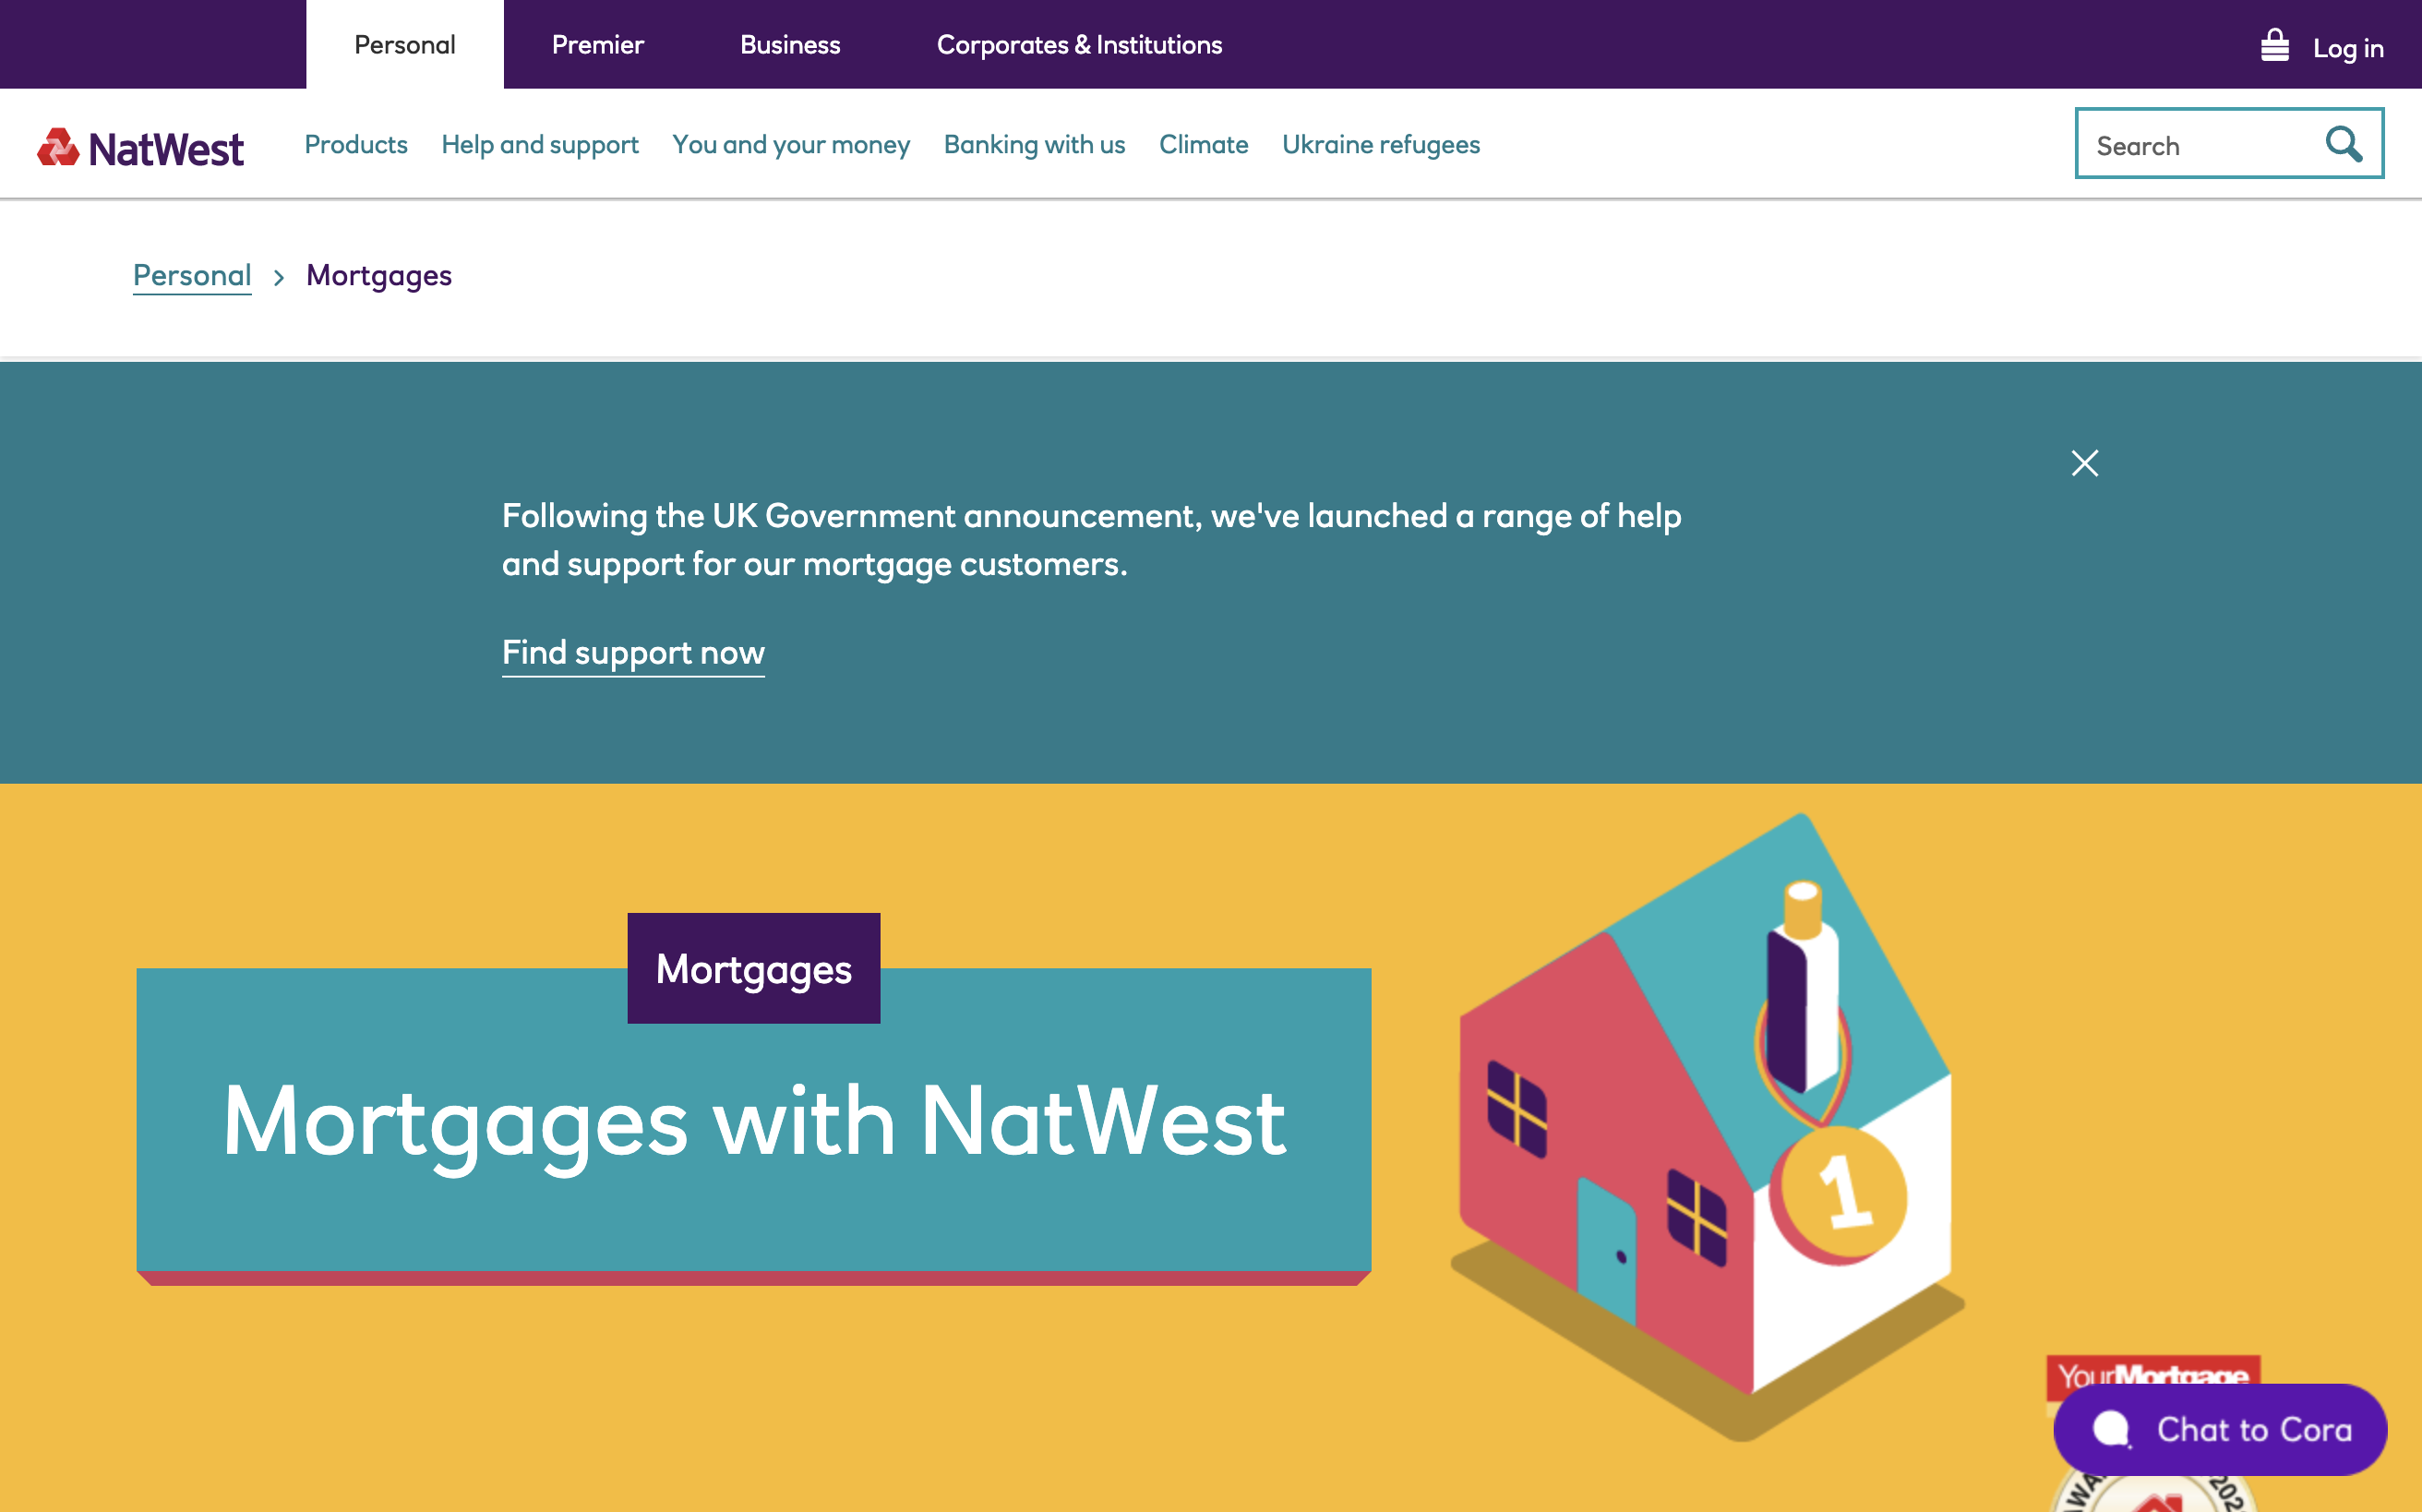 Personal
Premier
Business
Corporates & Institutions
Log in
NatWest
Products
Help and support
You and your money
Banking with us
Climate
Ukraine refugees
Search
Personal
Mortgages
Following the UK Government announcement, we've launched a range of help
and support for our mortgage customers.
Find support now
Mortgages
Mortgages with NatWest
1
YourMortgage
Chat to Cora